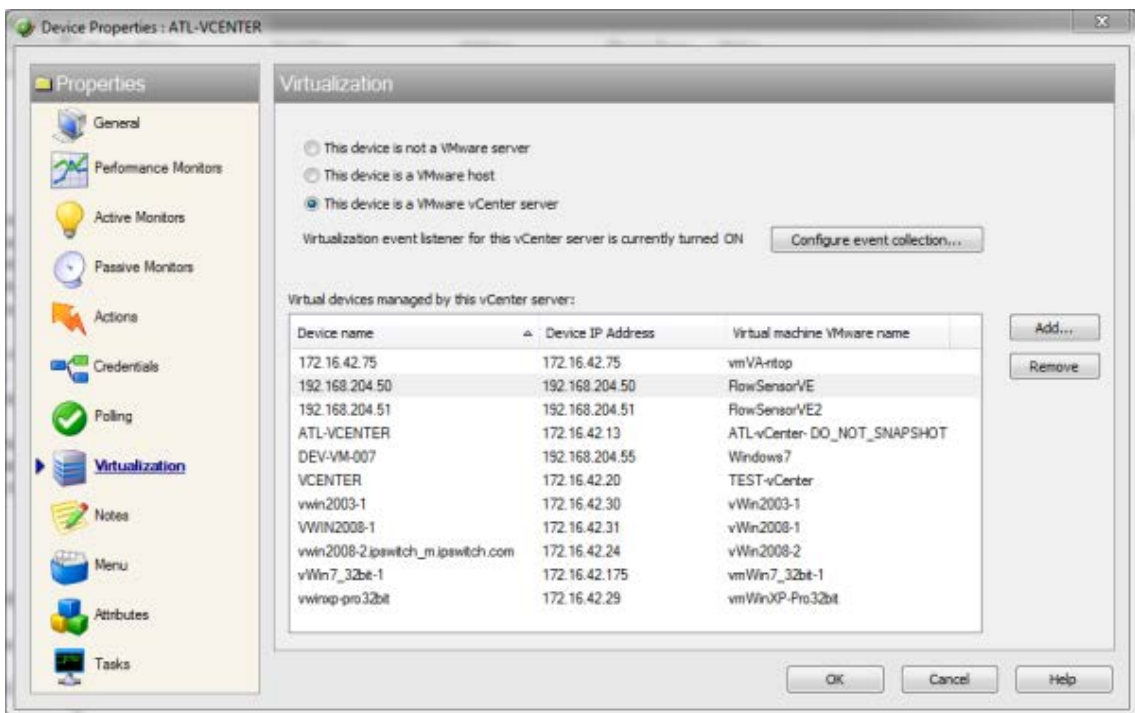 Device Properties : ATL-VCENTER
Properties
General
Performance Monitors
Active Monitors
Passive Monitors
Actions
Credentials
Polling
Virtualization
Notes
Menu
Attributes
Tasks
Virtualization
This device is not a VMware server
This device is a VMware host
This device is a VMware vCenter server
Virtualization event listener for this vCenter server is currently turned ON Configure event collection...
Virtual devices managed by this vCenter server:
Device name Device IP Address Virtual machine VMware name
172.16.42.75 172.16.42.75 vmVA-ntop
192.168.204.50 192.168.204.50 FlowSensorVE
192.168.204.51 192.168.204.51 FlowSensorVE2
ATL-VCENTER 172.16.42.13 ATL-vCenter- DO_NOT_SNAPSHOT
DEV-VM-007 192.168.204.55 Windows7
VCENTER 172.16.42.20 TEST-vCenter
vwin2003-1 172.16.42.30 vWin2003-1
VWIN2008-1 172.16.42.31 vWin2008-1
vwin2008-2.ipswitch_m.ipswitch.com 172.16.42.24 vWin2008-2
vWin7_32bit-1 172.16.42.175 vmWin7_32bit-1
vwinxp-pro32bit 172.16.42.29 vmWinXP-Pro32bit
Add...
Remove
OK Cancel Help